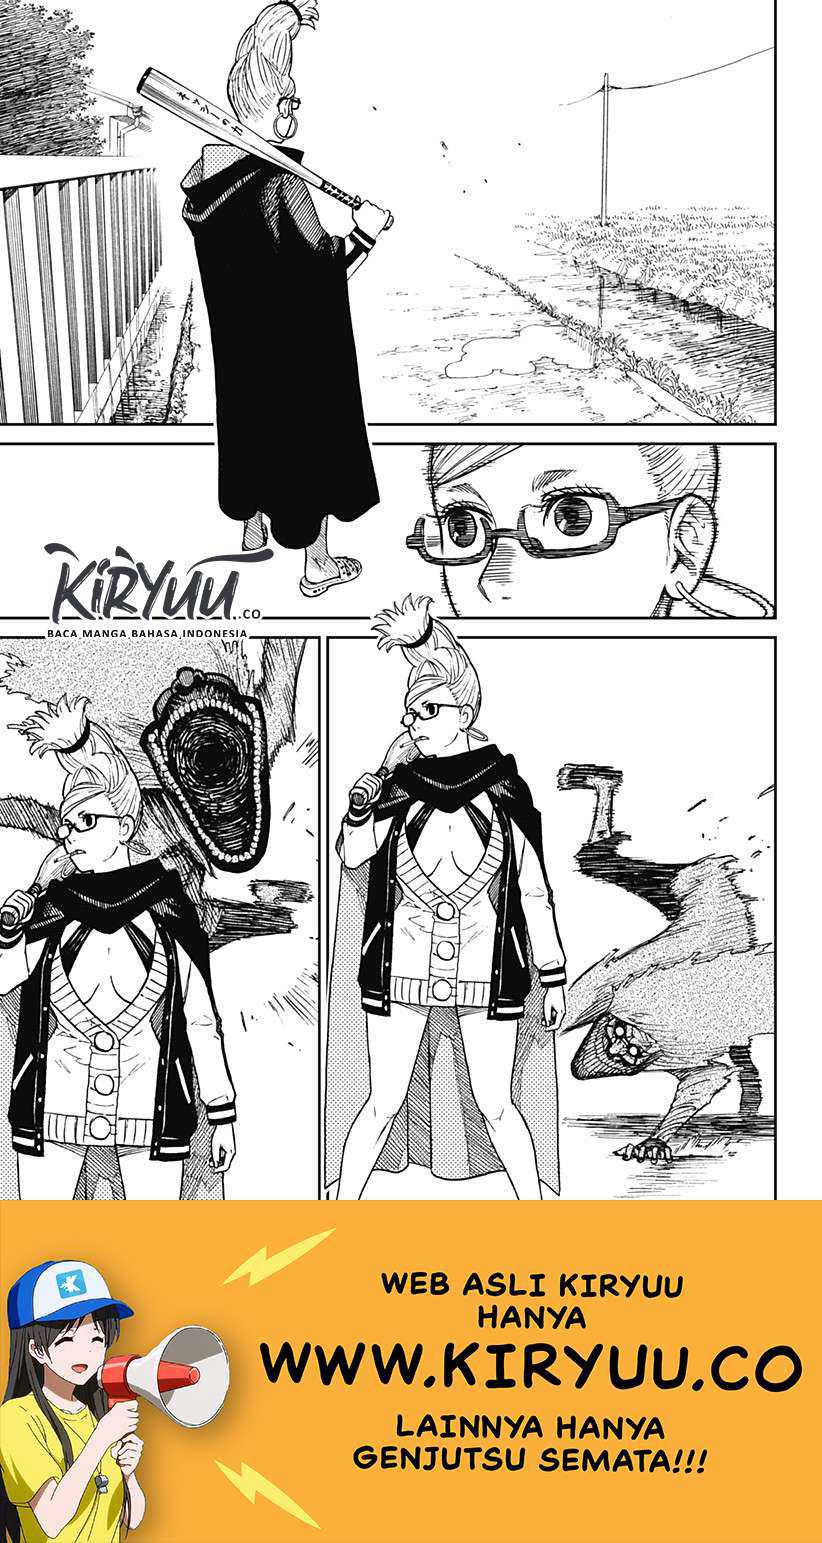 KIRYUU.CO
BACA MANGA BAHASA INDONESIA
K
WEB ASLI KIRYUU
HANYA
WWW.KIRYUU.CO
LAINNYA HANYA
GENJUTSU SEMATA!!!